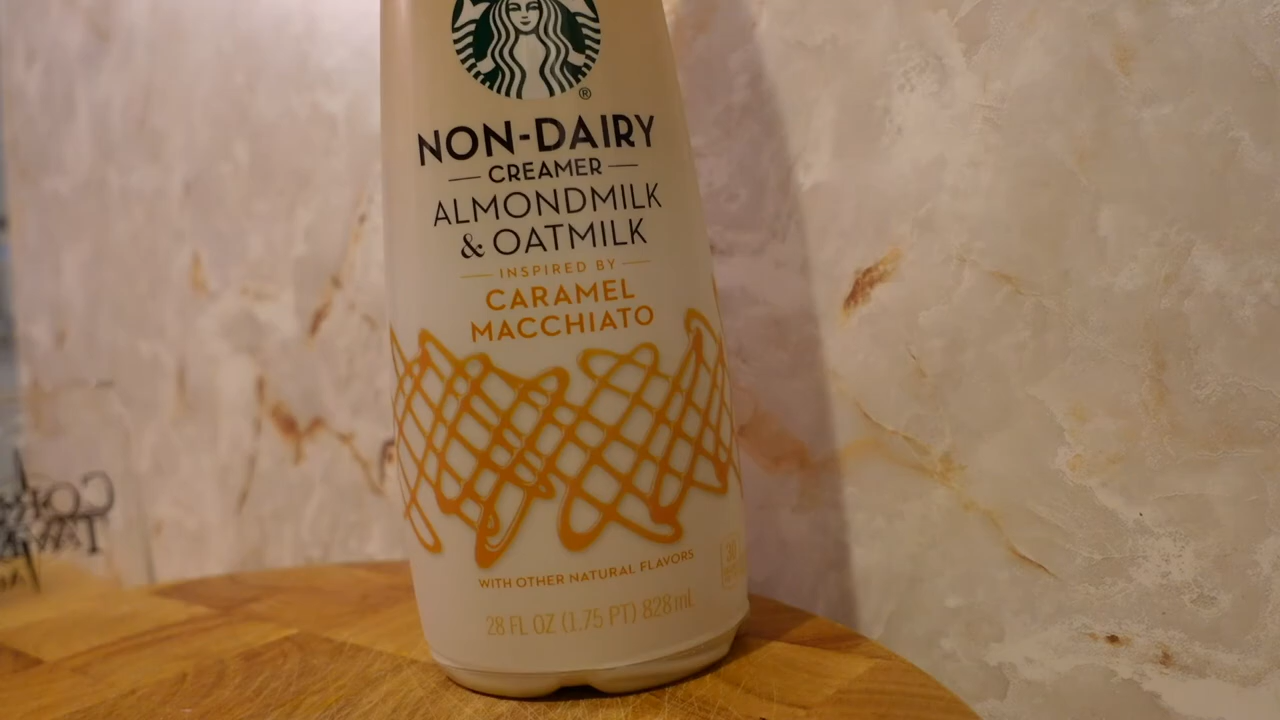 ®
NON-DAIRY
CREAMER
ALMONDMILK
& OATMILK
INSPIRED BY
CARAMEL
MACCHIATO
WITH OTHER NATURAL FLAVORS
30
28 FL OZ (1.75 PT) 828 mL